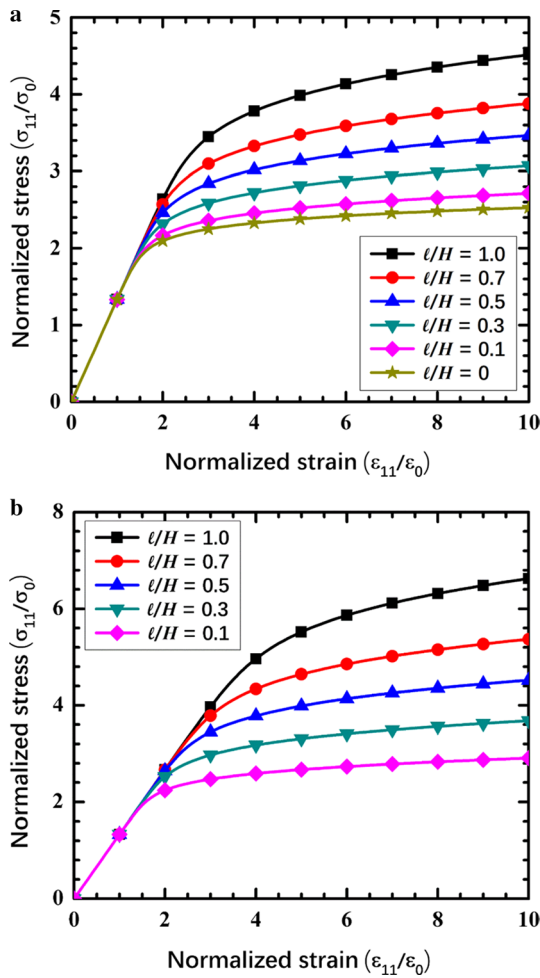 a
5
4
3
2
1
0
Normalized stress (σ11/σ0)
ℓ/H = 1.0
ℓ/H = 0.7
ℓ/H = 0.5
ℓ/H = 0.3
ℓ/H = 0.1
ℓ/H = 0
0 2 4 6 8 10
Normalized strain (ε11/ε0)
b
8
6
4
2
0
Normalized stress (σ11/σ0)
ℓ/H = 1.0
ℓ/H = 0.7
ℓ/H = 0.5
ℓ/H = 0.3
ℓ/H = 0.1
0 2 4 6 8 10
Normalized strain (ε11/ε0)